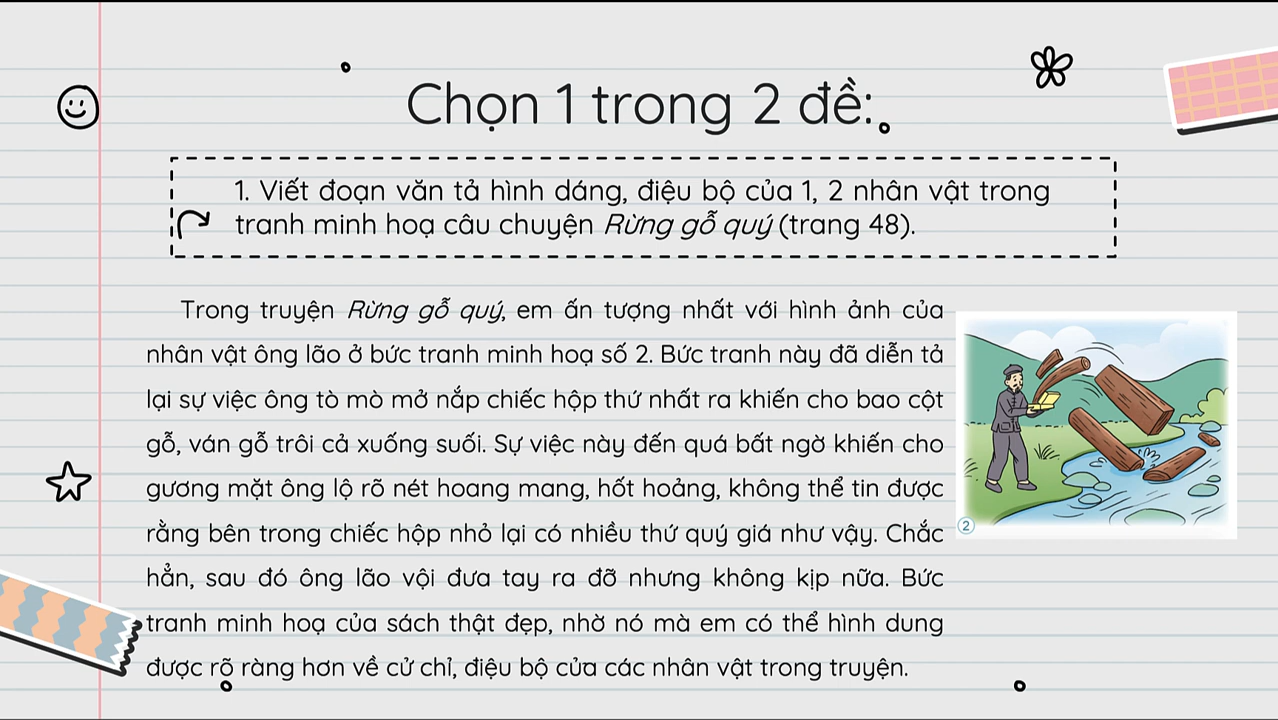 Chọn 1 trong 2 đề:
1. Viết đoạn văn tả hình dáng, điệu bộ của 1, 2 nhân vật trong
tranh minh hoạ câu chuyện Rừng gỗ quý (trang 48).
Trong truyện Rừng gỗ quý, em ấn tượng nhất với hình ảnh của
nhân vật ông lão ở bức tranh minh hoạ số 2. Bức tranh này đã diễn tả
lại sự việc ông tò mò mở nắp chiếc hộp thứ nhất ra khiến cho bao cột
gỗ, ván gỗ trôi cả xuống suối. Sự việc này đến quá bất ngờ khiến cho
gương mặt ông lộ rõ nét hoang mang, hốt hoảng, không thể tin được
rằng bên trong chiếc hộp nhỏ lại có nhiều thứ quý giá như vậy. Chắc
hẳn, sau đó ông lão vội đưa tay ra đỡ nhưng không kịp nữa. Bức
tranh minh hoạ của sách thật đẹp, nhờ nó mà em có thể hình dung
được rõ ràng hơn về cử chỉ, điệu bộ của các nhân vật trong truyện.
2